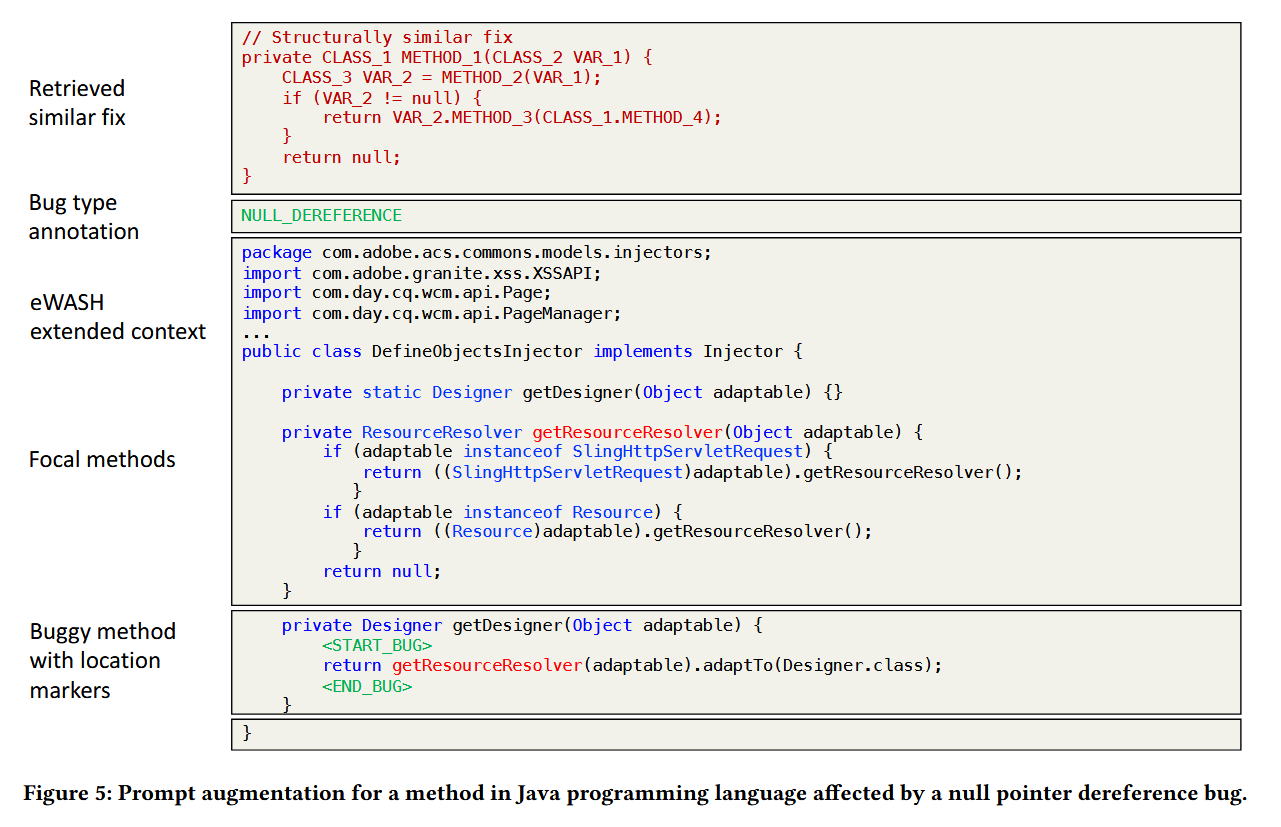 Retrieved
similar fix
// Structurally similar fix
private CLASS_1 METHOD_1(CLASS_2 VAR_1) {
    CLASS_3 VAR_2 = METHOD_2(VAR_1);
    if (VAR_2 != null) {
        return VAR_2.METHOD_3(CLASS_1.METHOD_4);
    }
    return null;
}
Bug type
annotation
NULL_DEREFERENCE
eWASH
extended context
package com.adobe.acs.commons.models.injectors;
import com.adobe.granite.xss.XSSAPI;
import com.day.cq.wcm.api.Page;
import com.day.cq.wcm.api.PageManager;
...
public class DefineObjectsInjector implements Injector {
    private static Designer getDesigner(Object adaptable) {}
Focal methods
    private ResourceResolver getResourceResolver(Object adaptable) {
        if (adaptable instanceof SlingHttpServletRequest) {
            return ((SlingHttpServletRequest)adaptable).getResourceResolver();
           }
        if (adaptable instanceof Resource) {
            return ((Resource)adaptable).getResourceResolver();
           }
        return null;
    }
Buggy method
with location
markers
    private Designer getDesigner(Object adaptable) {
        <START_BUG>
        return getResourceResolver(adaptable).adaptTo(Designer.class);
        <END_BUG>
    }
}
Figure 5: Prompt augmentation for a method in Java programming language affected by a null pointer dereference bug.